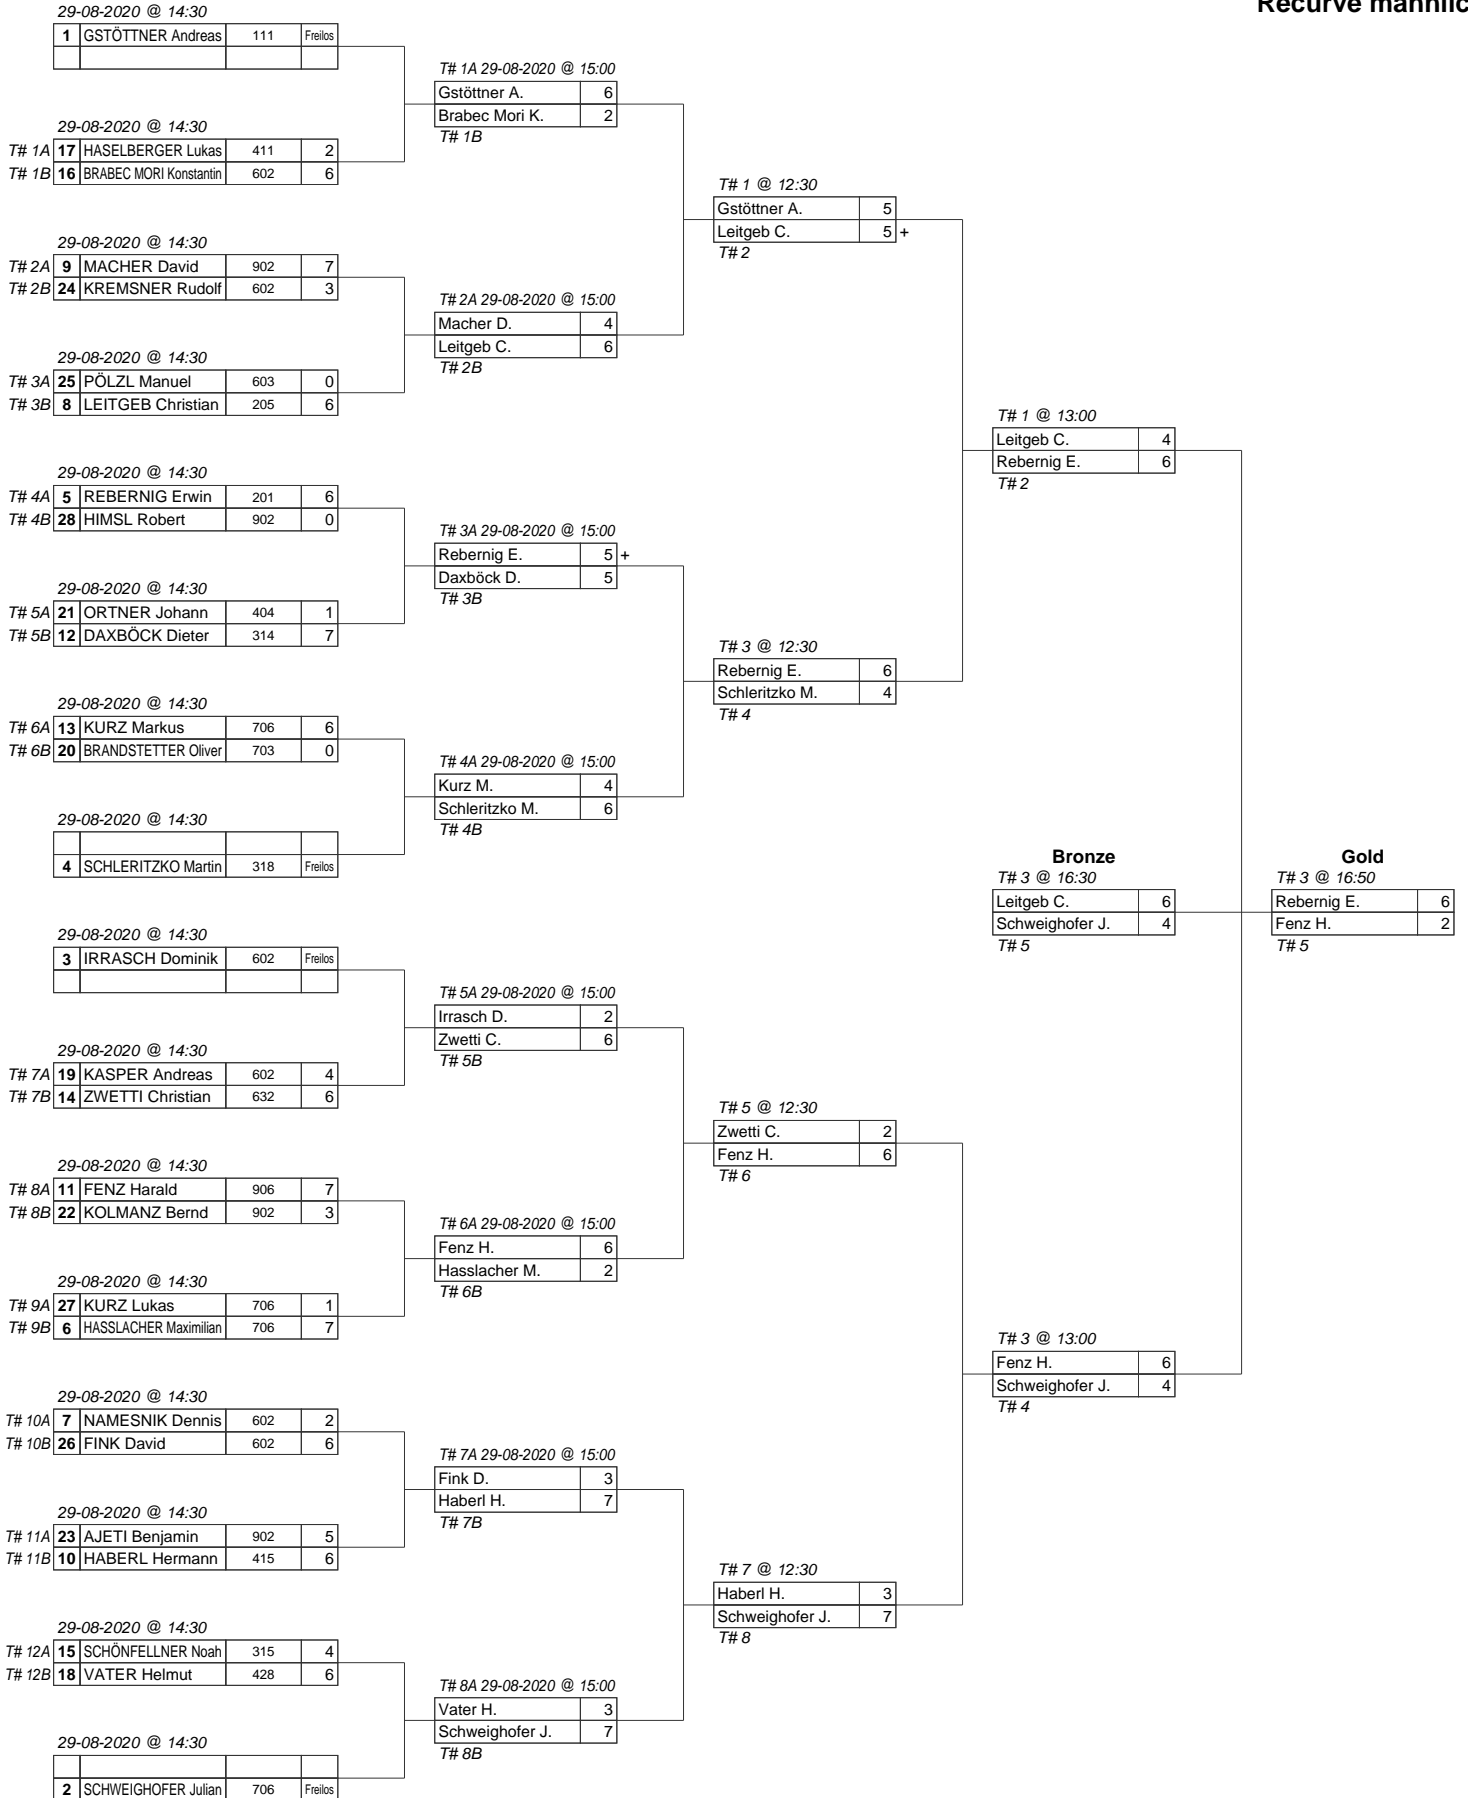 Recurve männlic
29-08-2020 @ 14:30
1 GSTÖTTNER Andreas 111 Freilos
29-08-2020 @ 14:30
T# 1A 17 HASELBERGER Lukas 411 2
T# 1B 16 BRABEC MORI Konstantin 602 6
29-08-2020 @ 14:30
T# 2A 9 MACHER David 902 7
T# 2B 24 KREMSNER Rudolf 602 3
29-08-2020 @ 14:30
T# 3A 25 PÖLZL Manuel 603 0
T# 3B 8 LEITGEB Christian 205 6
29-08-2020 @ 14:30
T# 4A 5 REBERNIG Erwin 201 6
T# 4B 28 HIMSL Robert 902 0
29-08-2020 @ 14:30
T# 5A 21 ORTNER Johann 404 1
T# 5B 12 DAXBÖCK Dieter 314 7
29-08-2020 @ 14:30
T# 6A 13 KURZ Markus 706 6
T# 6B 20 BRANDSTETTER Oliver 703 0
29-08-2020 @ 14:30
4 SCHLERITZKO Martin 318 Freilos
29-08-2020 @ 14:30
3 IRRASCH Dominik 602 Freilos
29-08-2020 @ 14:30
T# 7A 19 KASPER Andreas 602 4
T# 7B 14 ZWETTI Christian 632 6
29-08-2020 @ 14:30
T# 8A 11 FENZ Harald 906 7
T# 8B 22 KOLMANZ Bernd 902 3
29-08-2020 @ 14:30
T# 9A 27 KURZ Lukas 706 1
T# 9B 6 HASSLACHER Maximilian 706 7
29-08-2020 @ 14:30
T# 10A 7 NAMESNIK Dennis 602 2
T# 10B 26 FINK David 602 6
29-08-2020 @ 14:30
T# 11A 23 AJETI Benjamin 902 5
T# 11B 10 HABERL Hermann 415 6
29-08-2020 @ 14:30
T# 12A 15 SCHÖNFELLNER Noah 315 4
T# 12B 18 VATER Helmut 428 6
29-08-2020 @ 14:30
2 SCHWEIGHOFER Julian 706 Freilos
T# 1A 29-08-2020 @ 15:00
Gstöttner A. 6
Brabec Mori K. 2
T# 1B
T# 2A 29-08-2020 @ 15:00
Macher D. 4
Leitgeb C. 6
T# 2B
T# 3A 29-08-2020 @ 15:00
Rebernig E. 5 +
Daxböck D. 5
T# 3B
T# 4A 29-08-2020 @ 15:00
Kurz M. 4
Schleritzko M. 6
T# 4B
T# 5A 29-08-2020 @ 15:00
Irrasch D. 2
Zwetti C. 6
T# 5B
T# 6A 29-08-2020 @ 15:00
Fenz H. 6
Hasslacher M. 2
T# 6B
T# 7A 29-08-2020 @ 15:00
Fink D. 3
Haberl H. 7
T# 7B
T# 8A 29-08-2020 @ 15:00
Vater H. 3
Schweighofer J. 7
T# 8B
T# 1 @ 12:30
Gstöttner A. 5
Leitgeb C. 5 +
T# 2
T# 3 @ 12:30
Rebernig E. 6
Schleritzko M. 4
T# 4
T# 5 @ 12:30
Zwetti C. 2
Fenz H. 6
T# 6
T# 7 @ 12:30
Haberl H. 3
Schweighofer J. 7
T# 8
T# 1 @ 13:00
Leitgeb C. 4
Rebernig E. 6
T# 2
Bronze
T# 3 @ 16:30
Leitgeb C. 6
Schweighofer J. 4
T# 5
T# 3 @ 13:00
Fenz H. 6
Schweighofer J. 4
T# 4
Gold
T# 3 @ 16:50
Rebernig E. 6
Fenz H. 2
T# 5